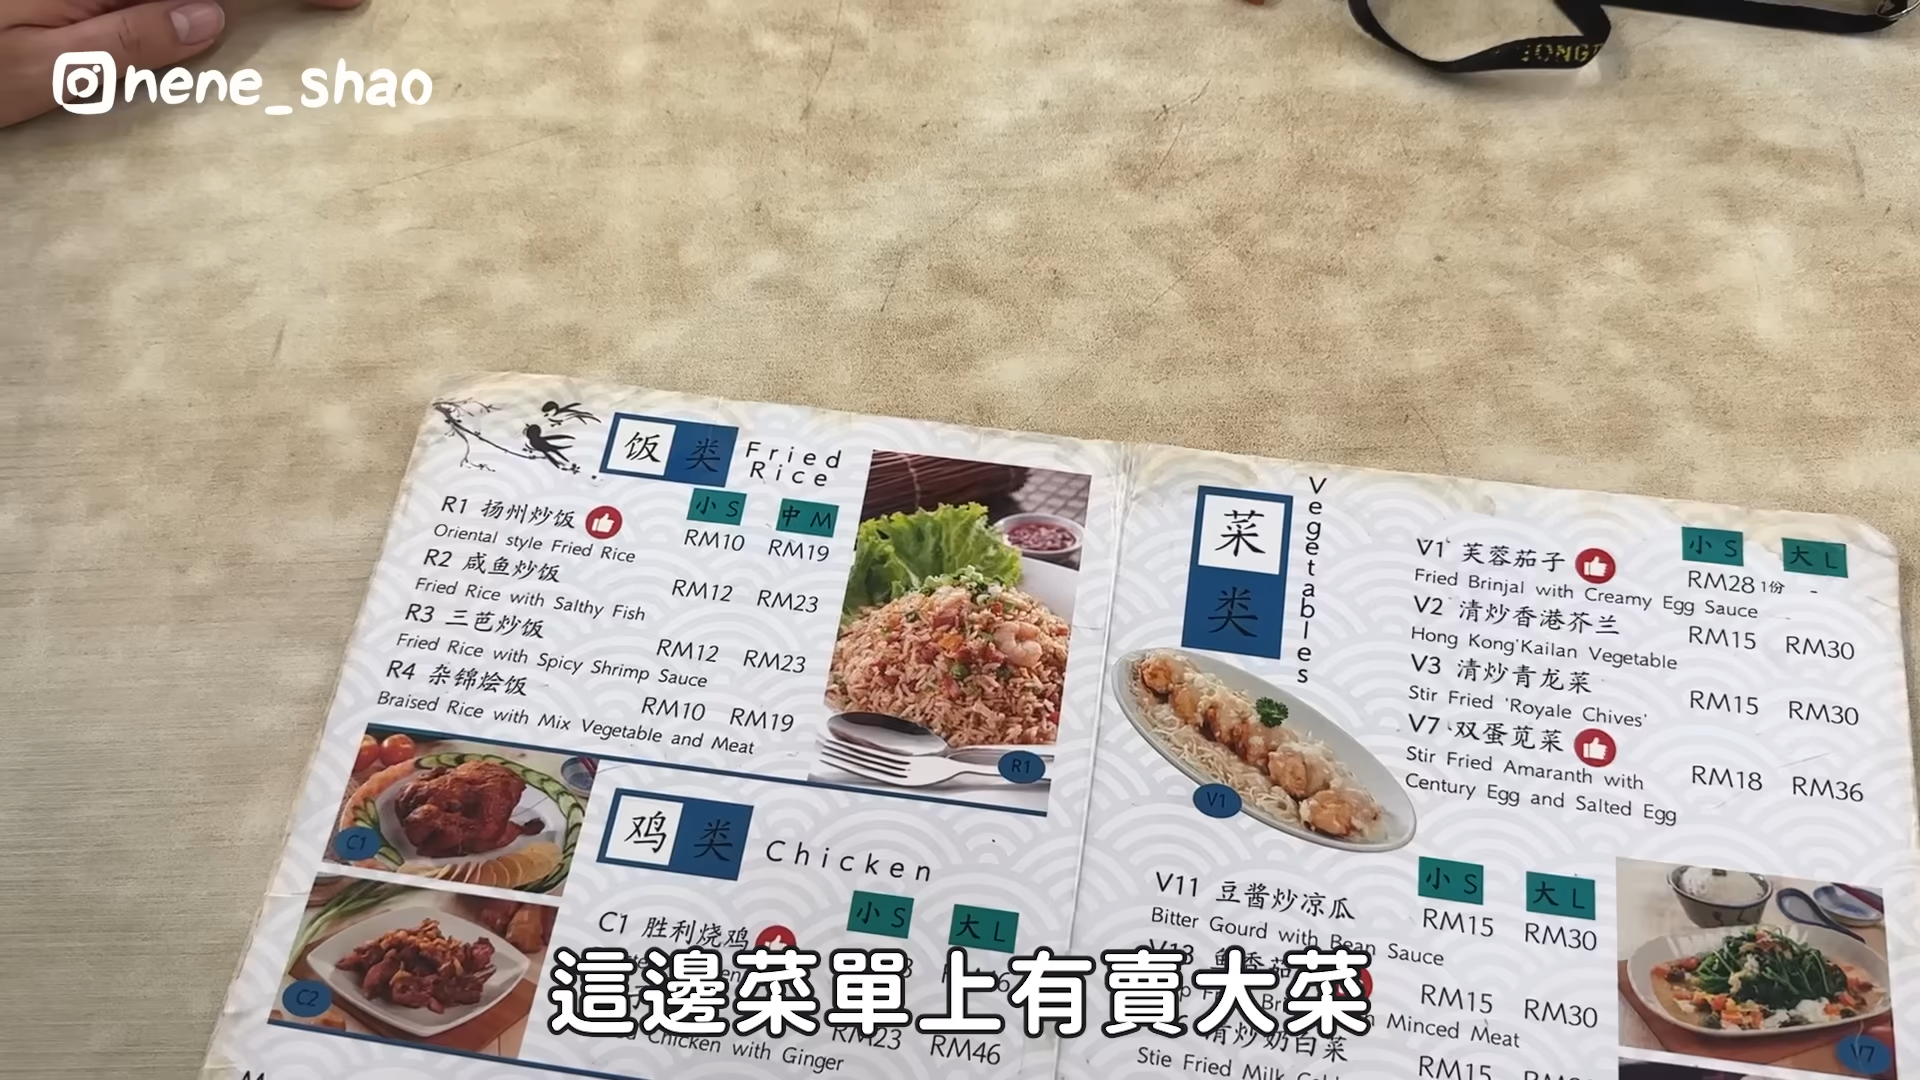 nene_shao
饭类 Fried Rice
小 S 中 M
R1 扬州炒饭 RM10 RM19
Oriental style Fried Rice
R2 咸鱼炒饭 RM12 RM23
Fried Rice with Salthy Fish
R3 三芭炒饭 RM12 RM23
Fried Rice with Spicy Shrimp Sauce
R4 杂锦烩饭 RM10 RM19
Braised Rice with Mix Vegetable and Meat
R1
C1
C2
鸡类 Chicken
小 S 大 L
C1 胜利烧鸡
RM23 RM46
Chicken with Ginger
菜类 Vegetables
小 S 大 L
V1 芙蓉茄子 RM28 1份 -
Fried Brinjal with Creamy Egg Sauce
V2 清炒香港芥兰 RM15 RM30
Hong Kong'Kailan Vegetable
V3 清炒青龙菜 RM15 RM30
Stir Fried 'Royale Chives'
V7 双蛋苋菜 RM18 RM36
Stir Fried Amaranth with
Century Egg and Salted Egg
V1
小 S 大 L
V11 豆酱炒凉瓜 RM15 RM30
Bitter Gourd with Bean Sauce
RM15 RM30
Minced Meat
清炒奶白菜 RM15
Stie Fried Milk
V7
這邊菜單上有賣大菜